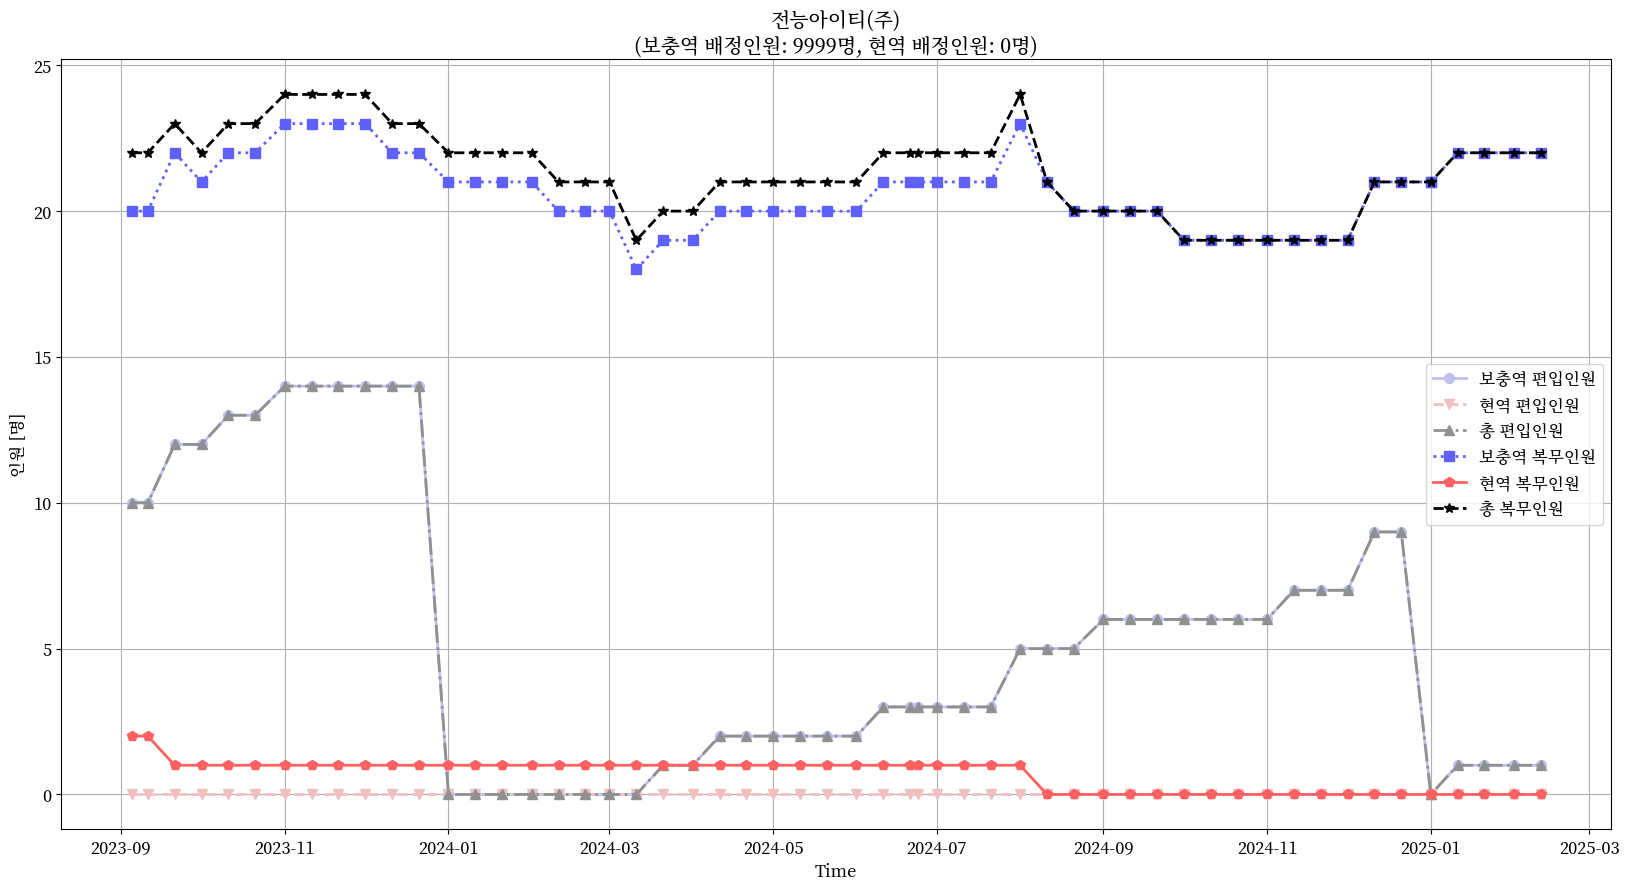 전능아이티(주)
(보충역 배정인원: 9999명, 현역 배정인원: 0명)
25
20
15
10
5
0
인원 [명]
보충역 편입인원
현역 편입인원
총 편입인원
보충역 복무인원
현역 복무인원
총 복무인원
2023-09 2023-11 2024-01 2024-03 2024-05 2024-07 2024-09 2024-11 2025-01 2025-03
Time